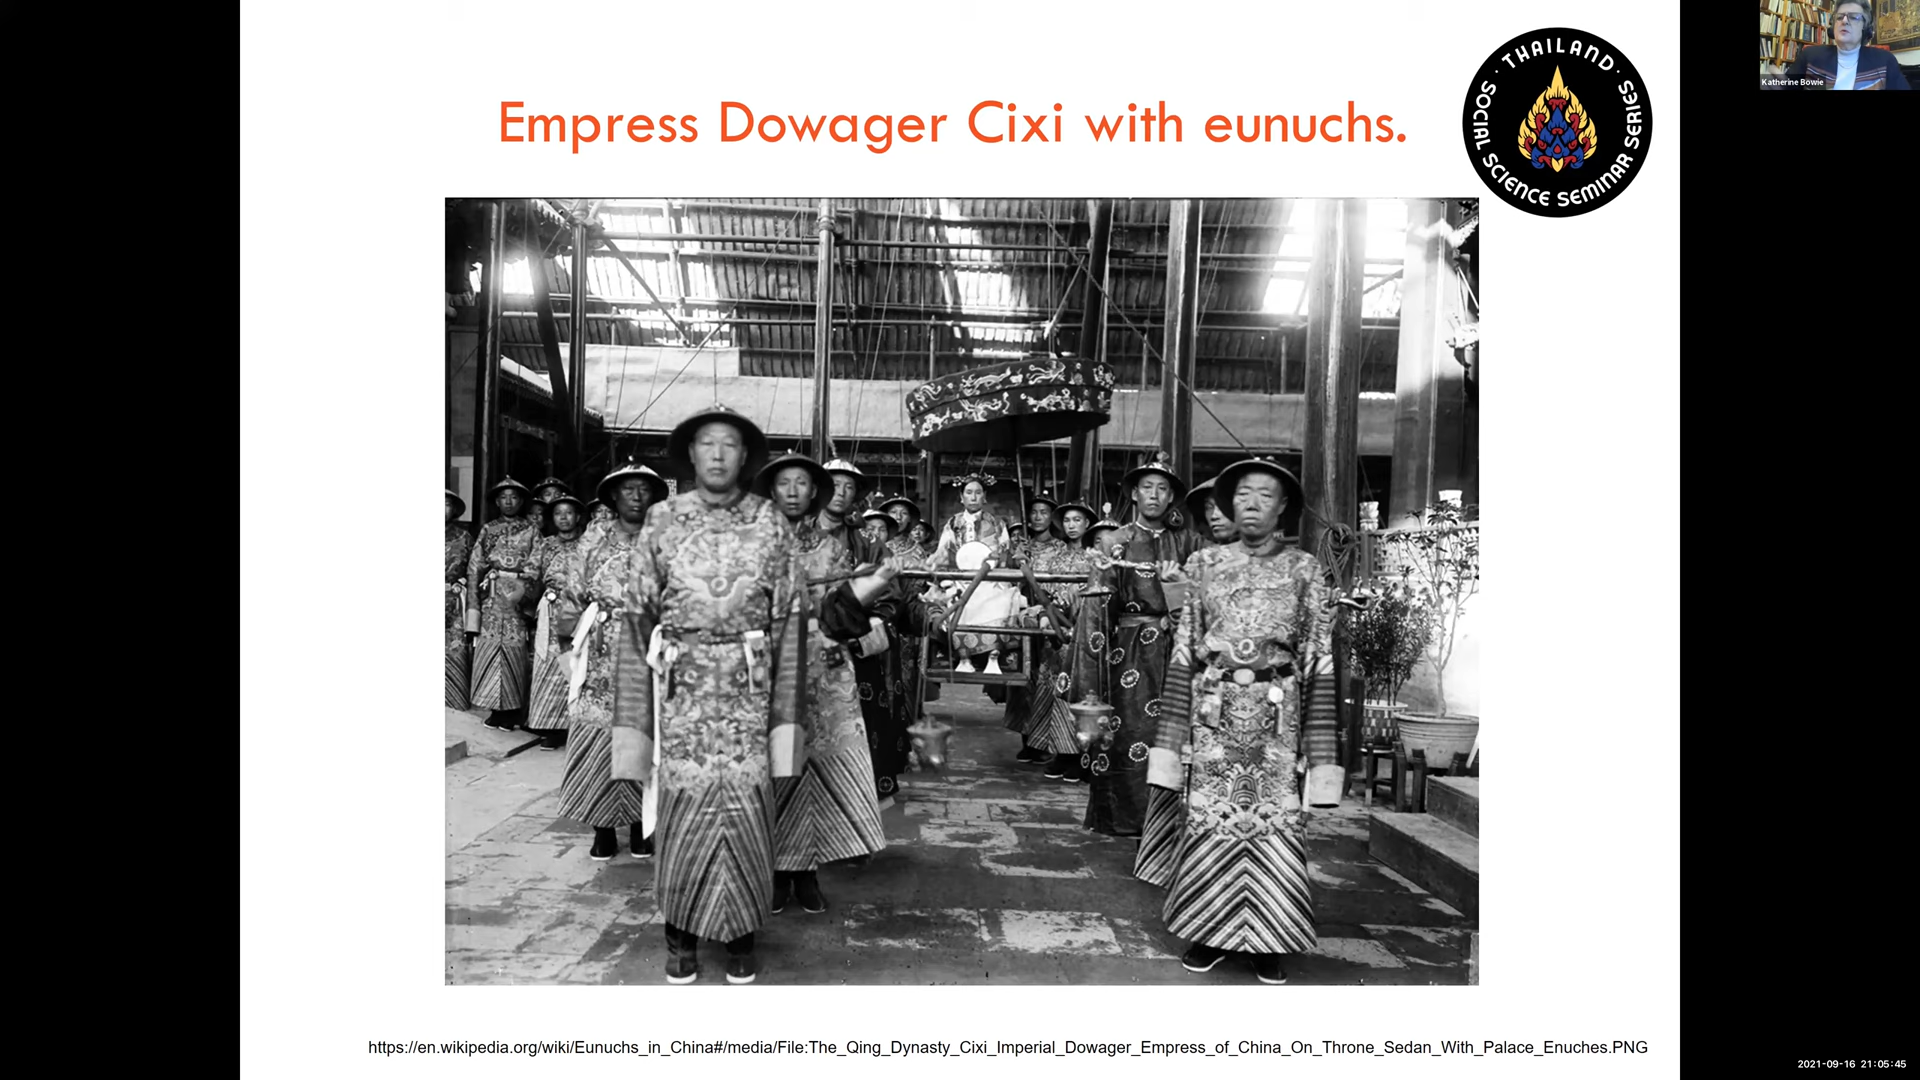 Empress Dowager Cixi with eunuchs.
· THAILAND ·
SOCIAL SCIENCE SEMINAR SERIES
Katherine Bowie
https://en.wikipedia.org/wiki/Eunuchs_in_China#/media/File:The_Qing_Dynasty_Cixi_Imperial_Dowager_Empress_of_China_On_Throne_Sedan_With_Palace_Enuches.PNG
2021-09-16 21:05:45